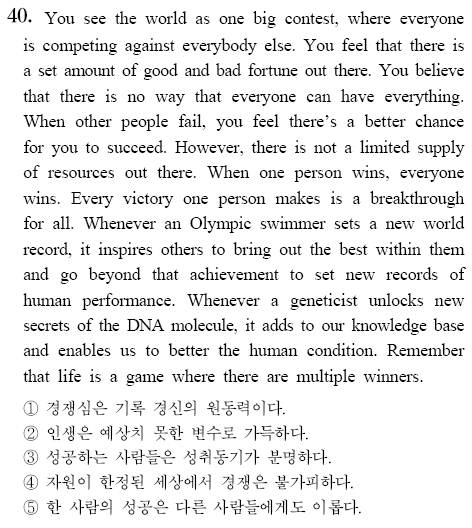 40. You see the world as one big contest, where everyone
is competing against everybody else. You feel that there is
a set amount of good and bad fortune out there. You believe
that there is no way that everyone can have everything.
When other people fail, you feel there's a better chance
for you to succeed. However, there is not a limited supply
of resources out there. When one person wins, everyone
wins. Every victory one person makes is a breakthrough
for all. Whenever an Olympic swimmer sets a new world
record, it inspires others to bring out the best within them
and go beyond that achievement to set new records of
human performance. Whenever a geneticist unlocks new
secrets of the DNA molecule, it adds to our knowledge base
and enables us to better the human condition. Remember
that life is a game where there are multiple winners.
① 경쟁심은 기록 경신의 원동력이다.
② 인생은 예상치 못한 변수로 가득하다.
③ 성공하는 사람들은 성취동기가 분명하다.
④ 자원이 한정된 세상에서 경쟁은 불가피하다.
⑤ 한 사람의 성공은 다른 사람들에게도 이롭다.